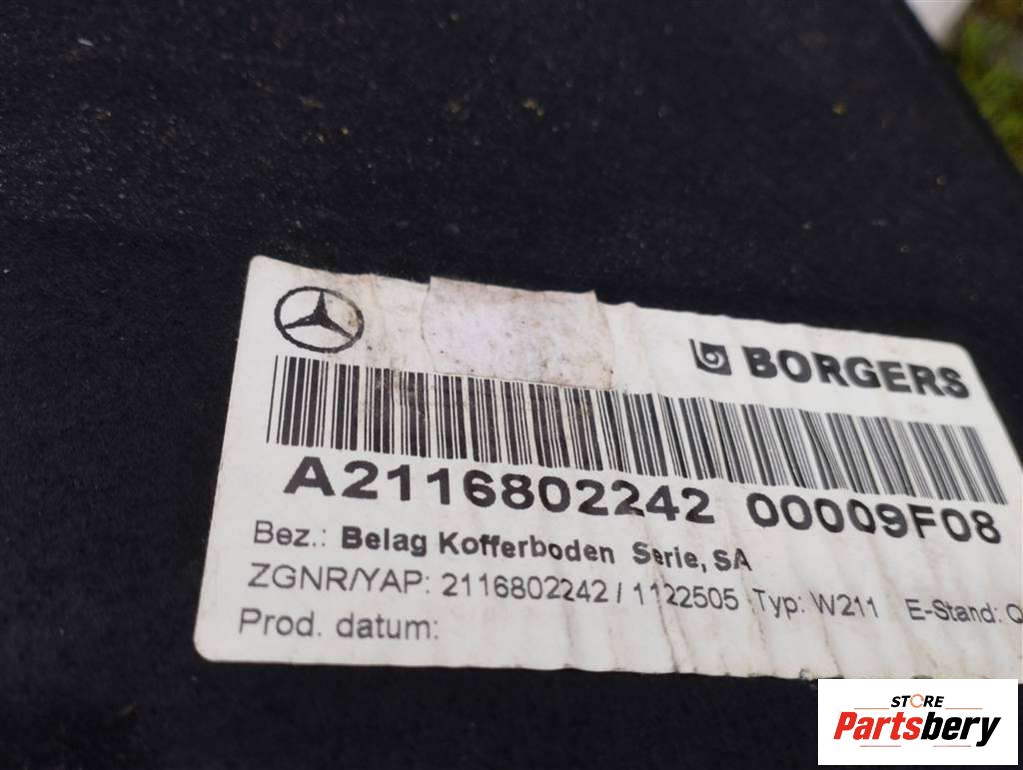 BORGERS
A2116802242 00009F08
Bez.: Belag Kofferboden Serie, SA
ZGNR/YAP: 2116802242 / 1122505 Typ: W211 E-Stand: Q
Prod. datum:
STORE
Partsbery